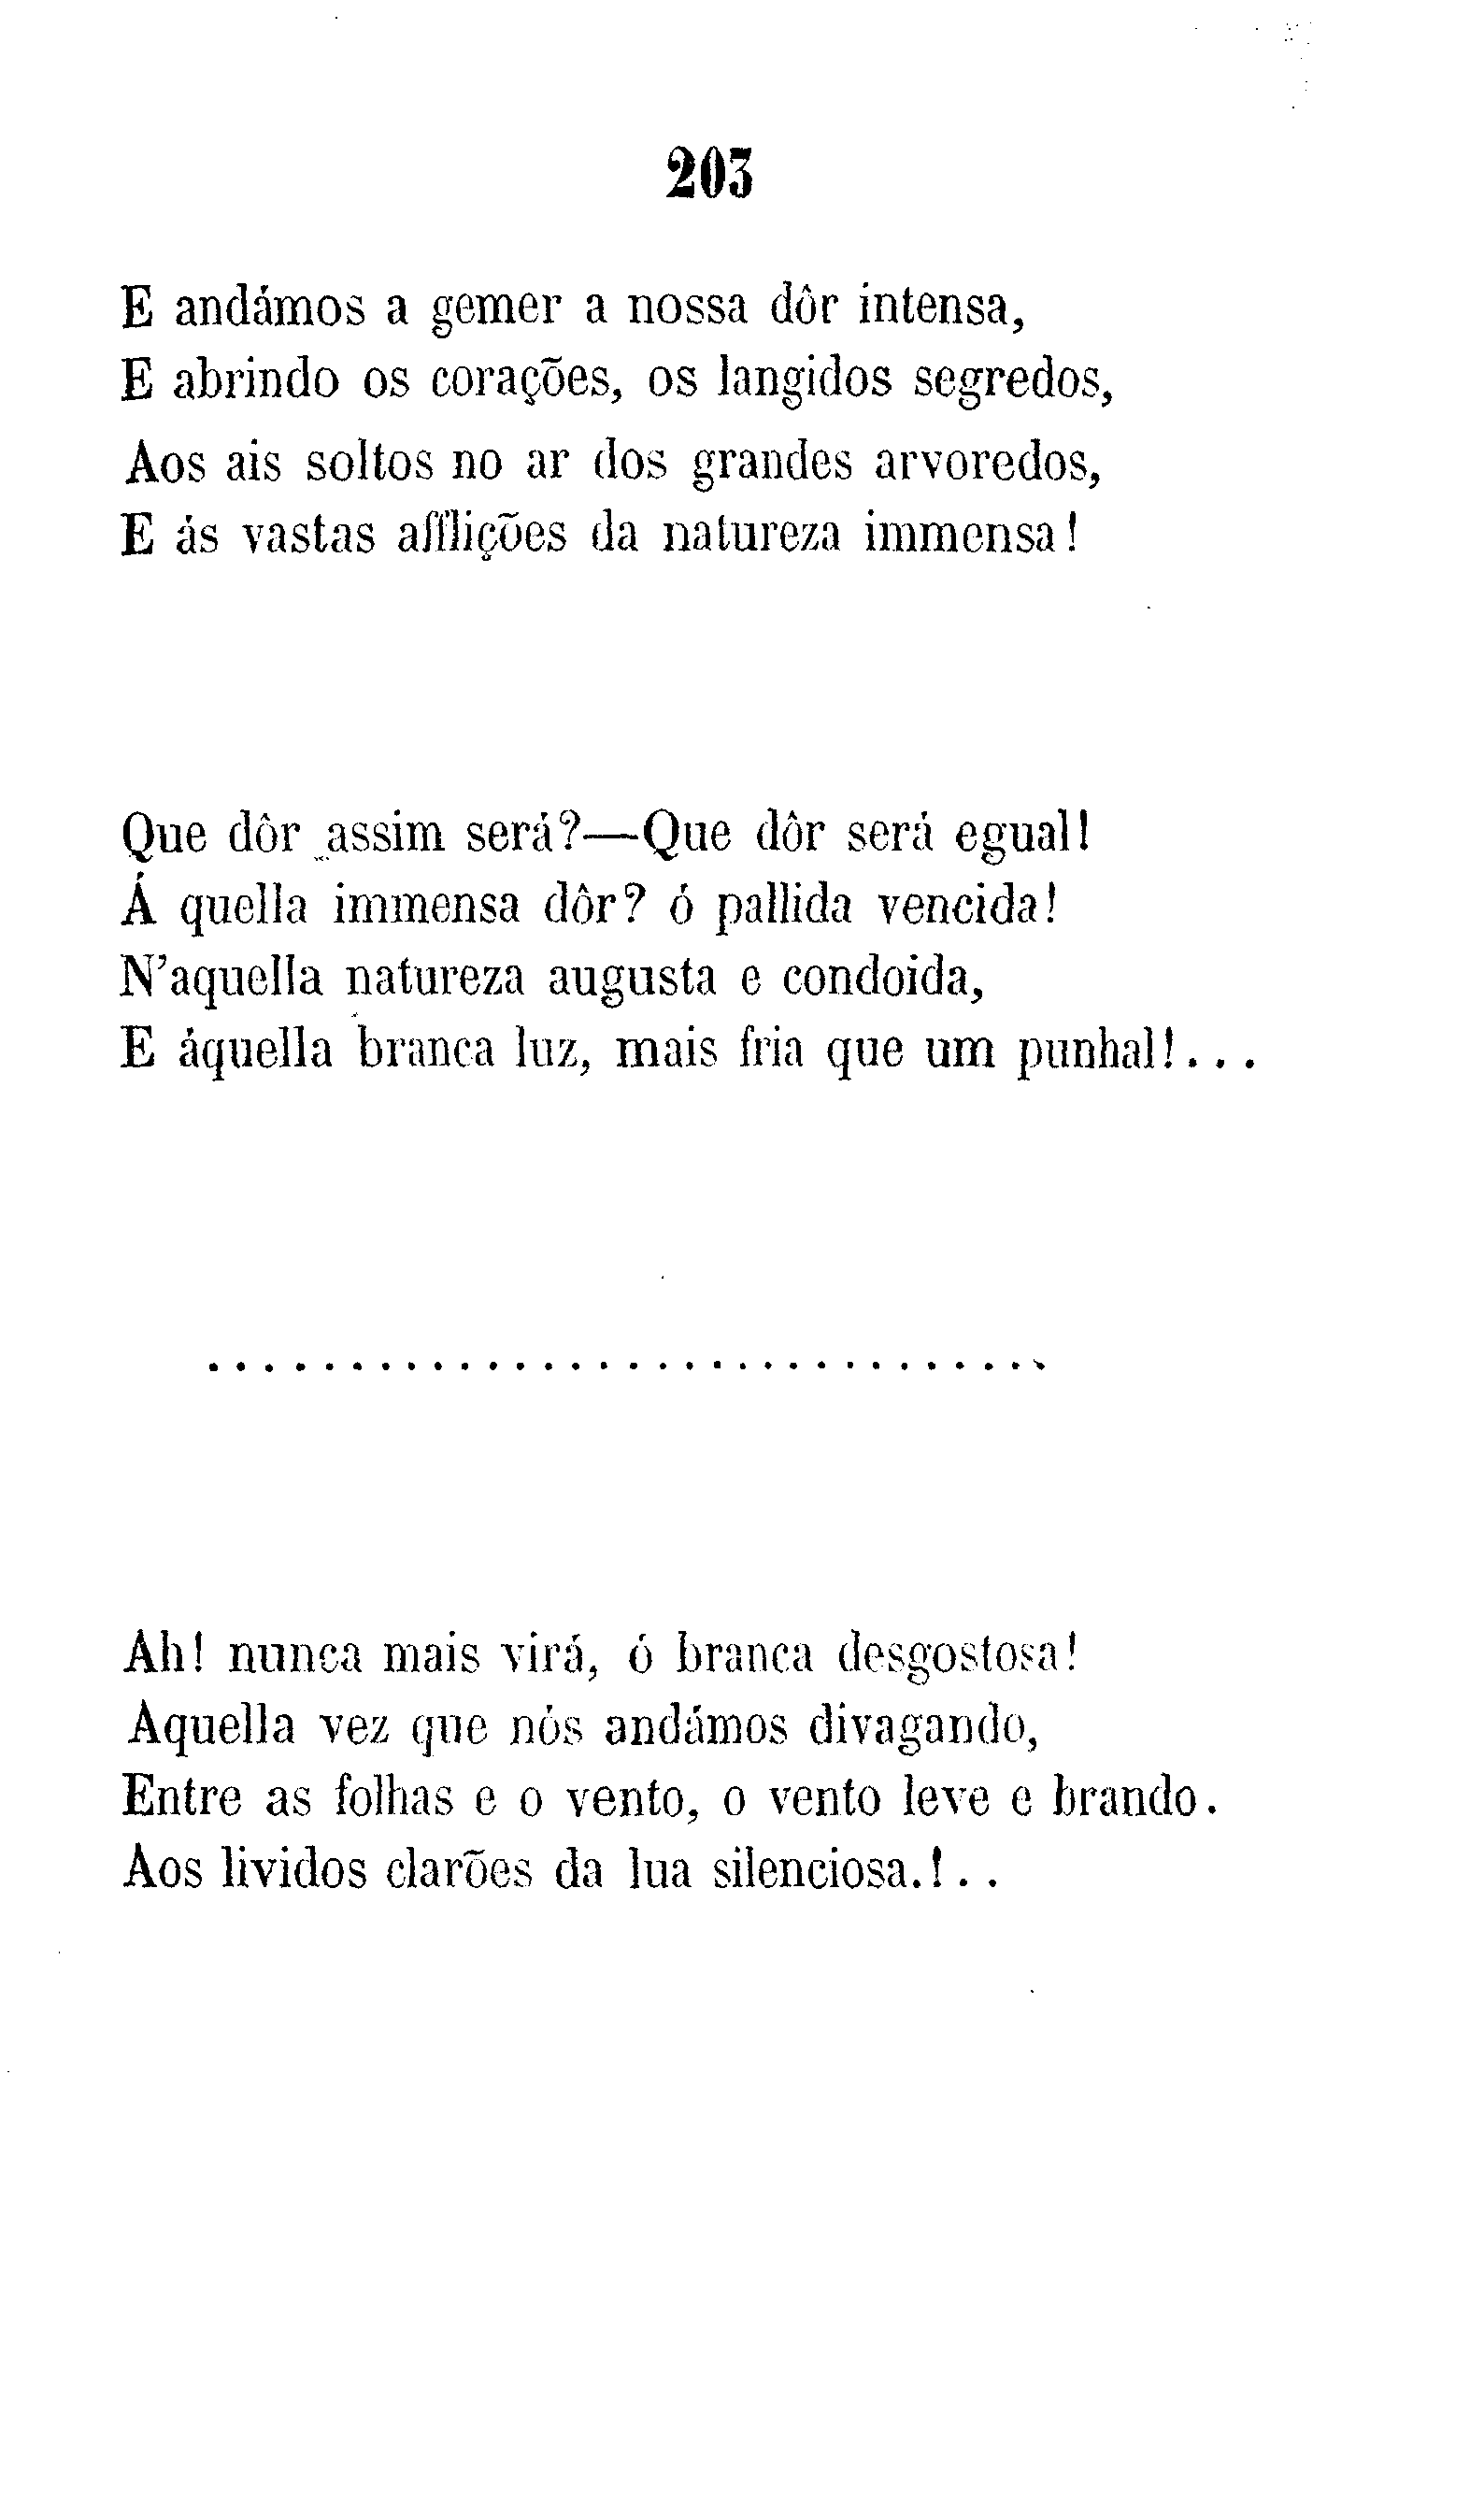 203
E andámos a gemer a nossa dôr intensa,
E abrindo os corações, os langidos segredos,
Aos ais soltos no ar dos grandes arvoredos,
E ás vastas afflições da natureza immensa!
Que dôr assim será?—Que dôr será egual!
Á quella immensa dôr? ó pallida vencida!
N'aquella natureza augusta e condoida,
E áquella branca luz, mais fria que um punhal!...
...............................
Ah! nunca mais virá, ó branca desgostosa!
Aquella vez que nós andámos divagando,
Entre as folhas e o vento, o vento leve e brando.
Aos lividos clarões da lua silenciosa.!..